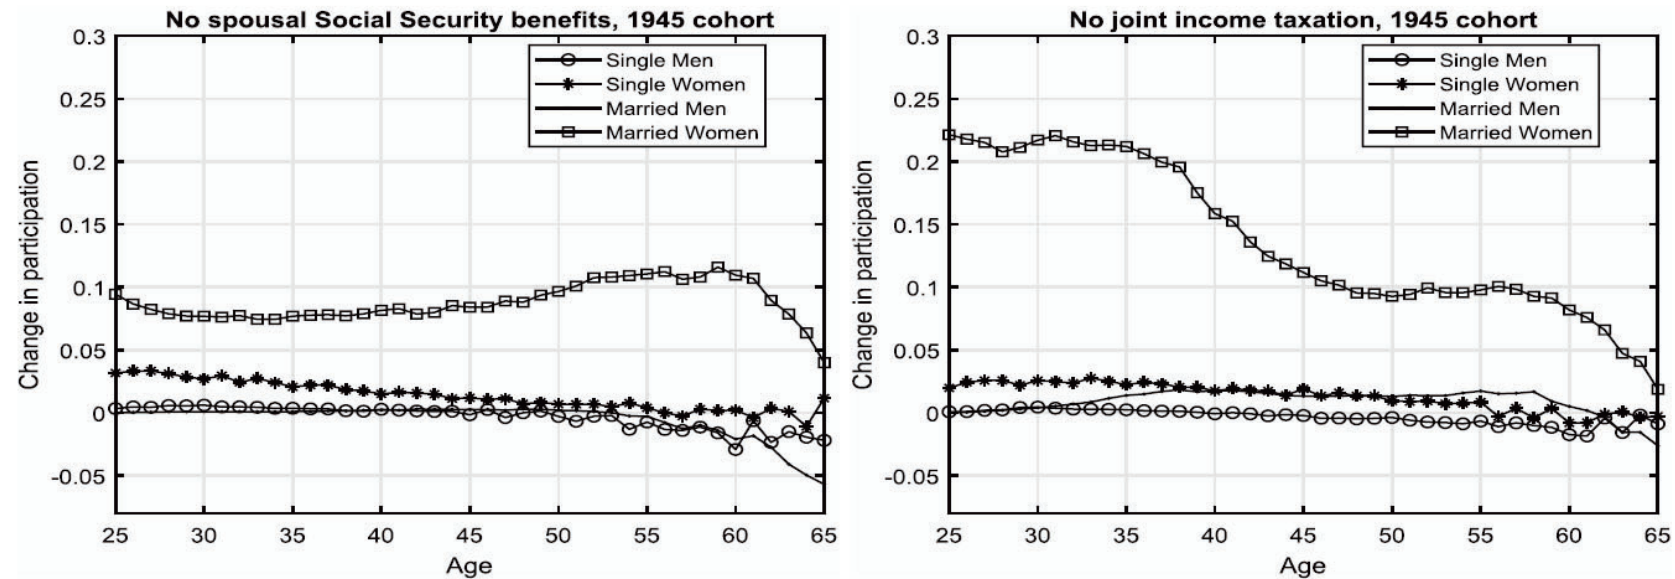 No spousal Social Security benefits, 1945 cohort
0.3
0.25
0.2
0.15
0.1
0.05
0
-0.05
Change in participation
Single Men
Single Women
Married Men
Married Women
25 30 35 40 45 50 55 60 65
Age
No joint income taxation, 1945 cohort
0.3
0.25
0.2
0.15
0.1
0.05
0
-0.05
Change in participation
Single Men
Single Women
Married Men
Married Women
25 30 35 40 45 50 55 60 65
Age